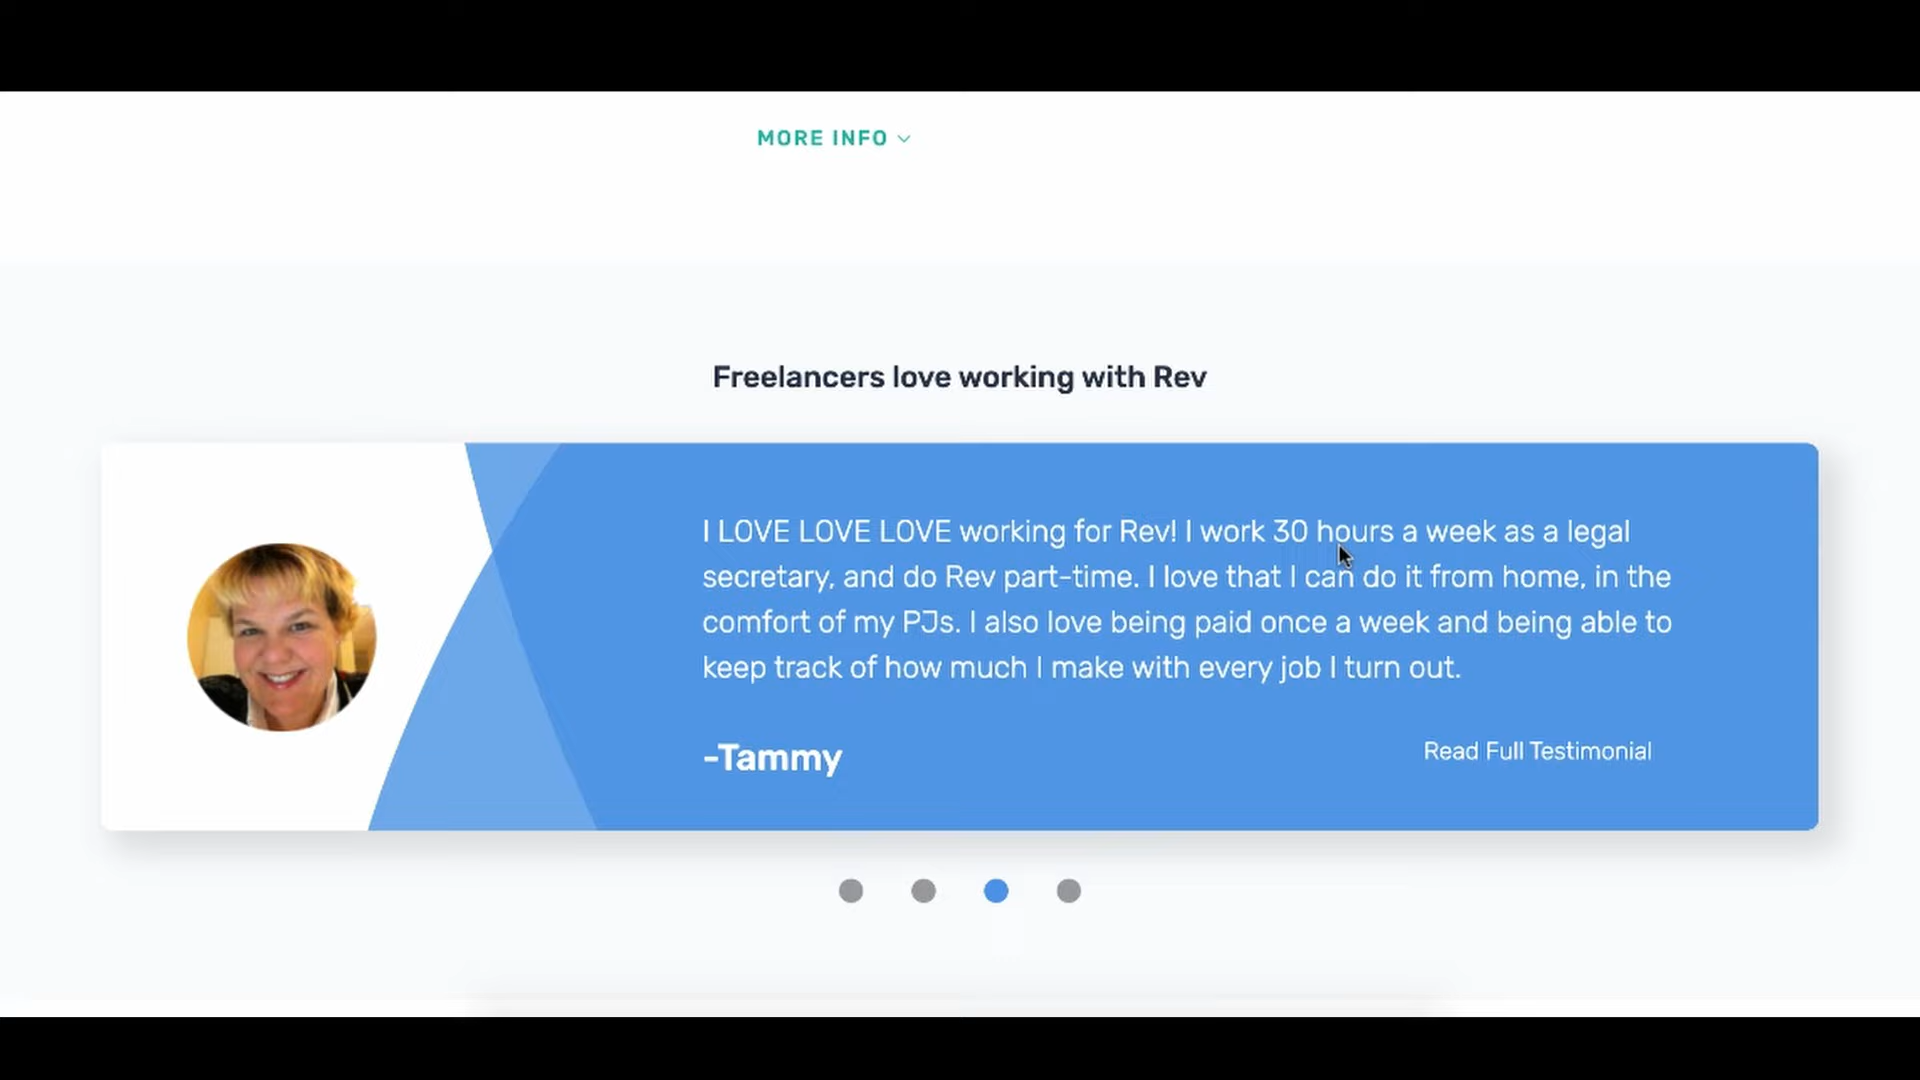 MORE INFO
Freelancers love working with Rev
I LOVE LOVE LOVE working for Rev! I work 30 hours a week as a legal
secretary, and do Rev part-time. I love that I can do it from home, in the
comfort of my PJs. I also love being paid once a week and being able to
keep track of how much I make with every job I turn out.
-Tammy
Read Full Testimonial